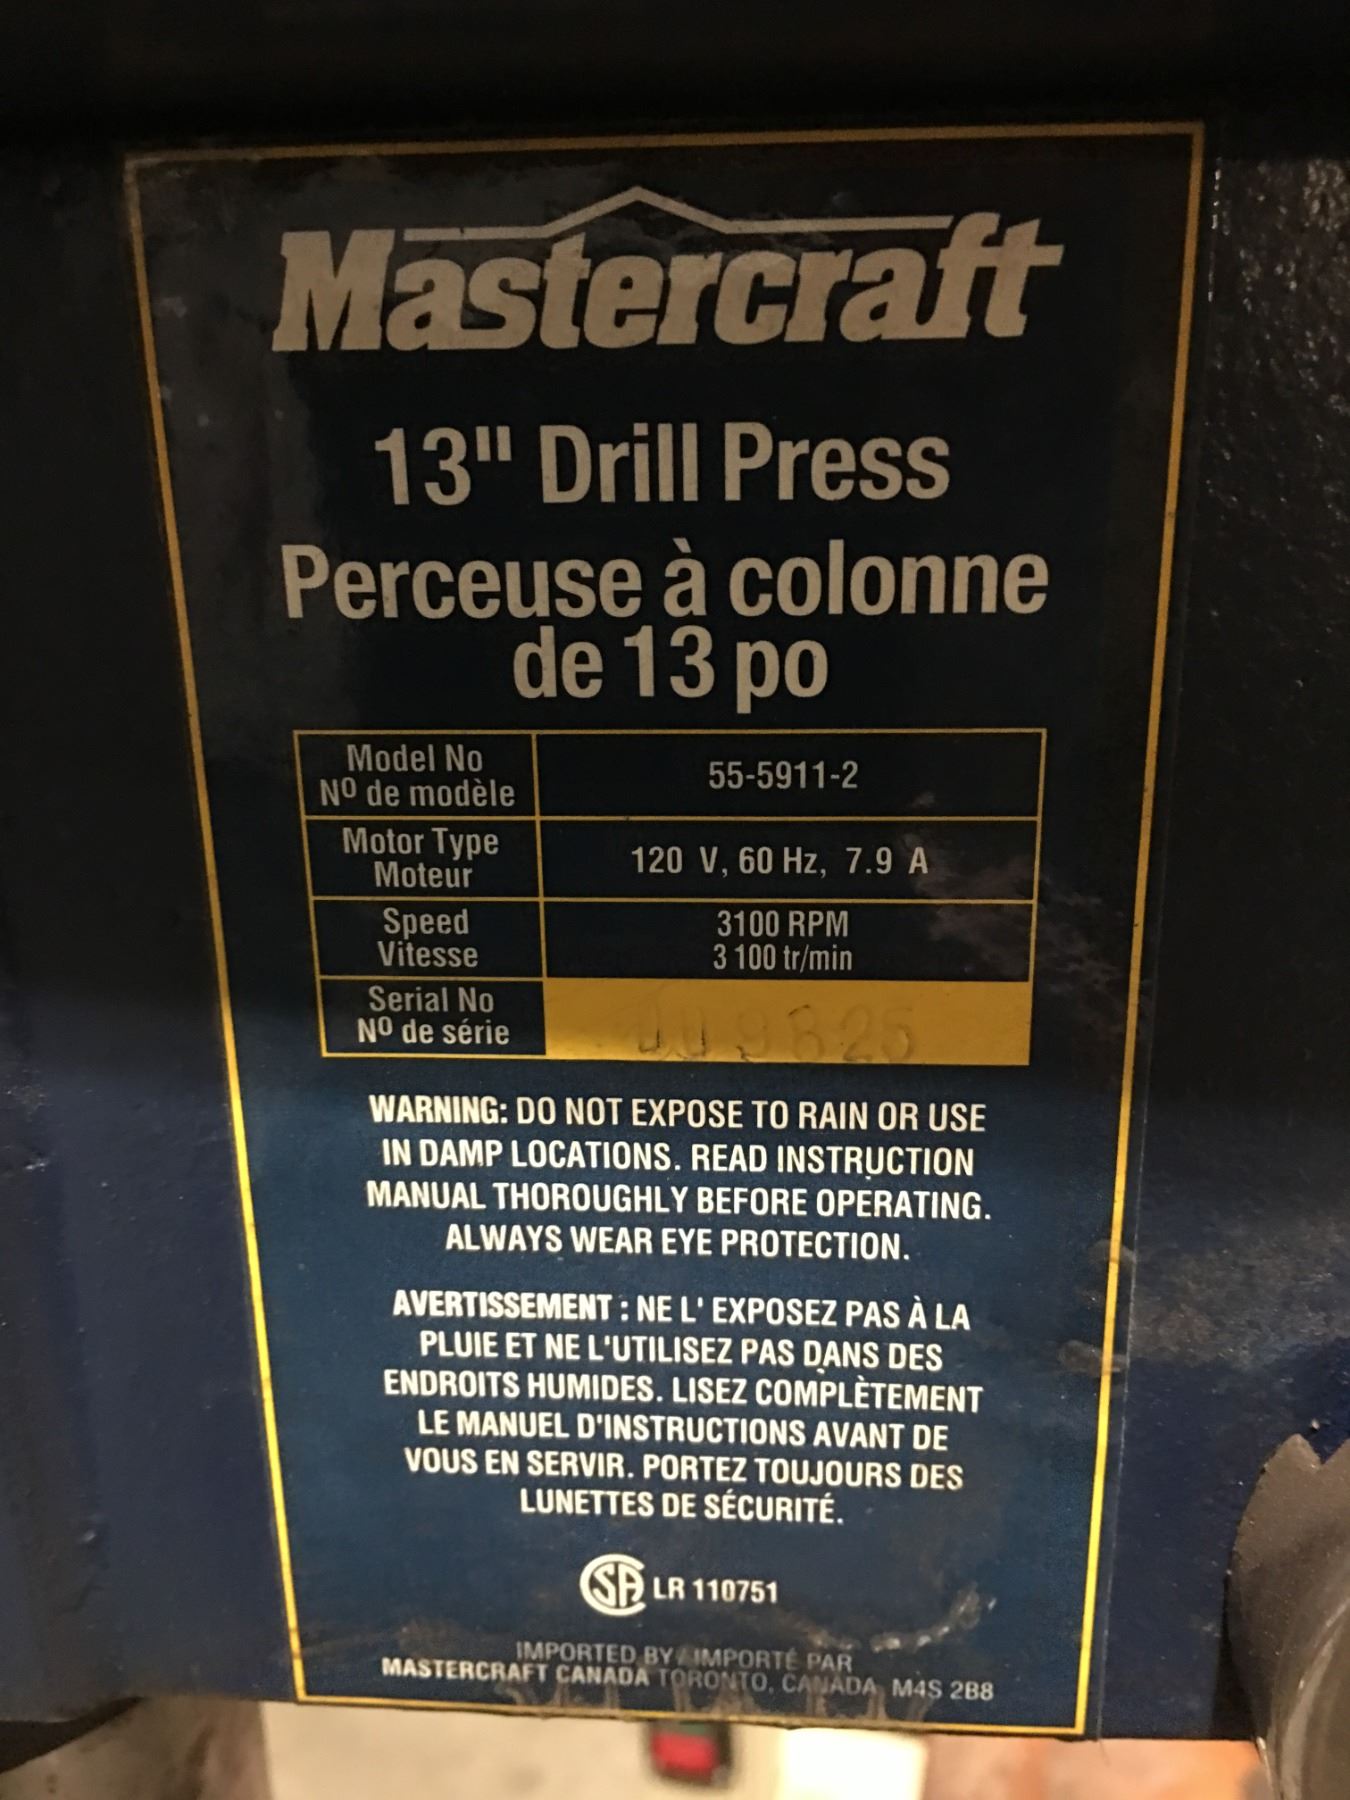 Mastercraft
13" Drill Press
Perceuse à colonne
de 13 po
Model No
Nº de modèle
55-5911-2
Motor Type
Moteur
120 V, 60 Hz, 7.9 A
Speed
Vitesse
3100 RPM
3 100 tr/min
Serial No
Nº de série
WARNING: DO NOT EXPOSE TO RAIN OR USE
IN DAMP LOCATIONS. READ INSTRUCTION
MANUAL THOROUGHLY BEFORE OPERATING.
ALWAYS WEAR EYE PROTECTION.
AVERTISSEMENT : NE L' EXPOSEZ PAS À LA
PLUIE ET NE L'UTILISEZ PAS DANS DES
ENDROITS HUMIDES. LISEZ COMPLÈTEMENT
LE MANUEL D'INSTRUCTIONS AVANT DE
VOUS EN SERVIR. PORTEZ TOUJOURS DES
LUNETTES DE SÉCURITÉ.
CSA LR 110751
IMPORTED BY / IMPORTÉ PAR
MASTERCRAFT CANADA TORONTO, CANADA M4S 2B8